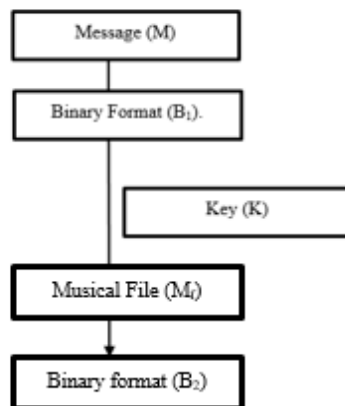 Message (M)
Binary Format (B₁).
Key (K)
Musical File (Mf)
Binary format (B₂)